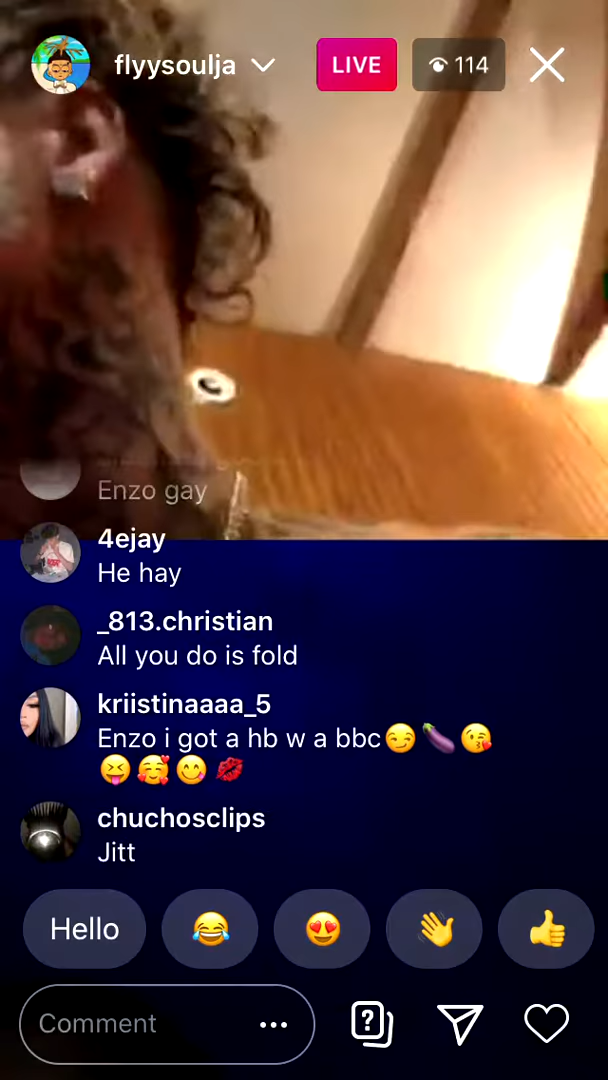 flyysoulja
LIVE
114
Enzo gay
4ejay
He hay
_813.christian
All you do is fold
kriistinaaaa_5
Enzo i got a hb w a bbc😏🍆😘
😝🥰😋💋
chuchosclips
Jitt
Hello 😂 😍 👋 👍
Comment